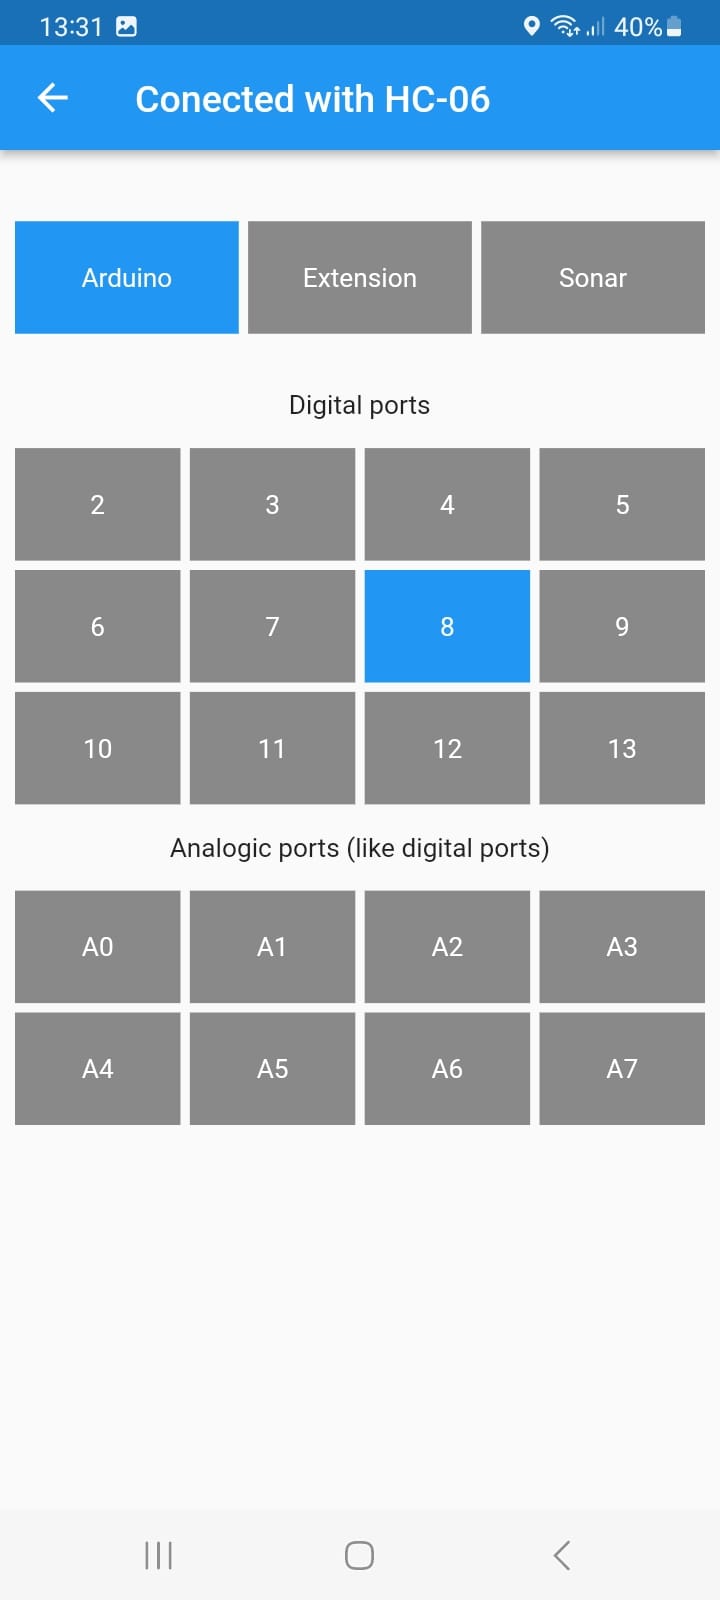 13:31 40%
Conected with HC-06
Arduino Extension Sonar
Digital ports
2 3 4 5
6 7 8 9
10 11 12 13
Analogic ports (like digital ports)
A0 A1 A2 A3
A4 A5 A6 A7